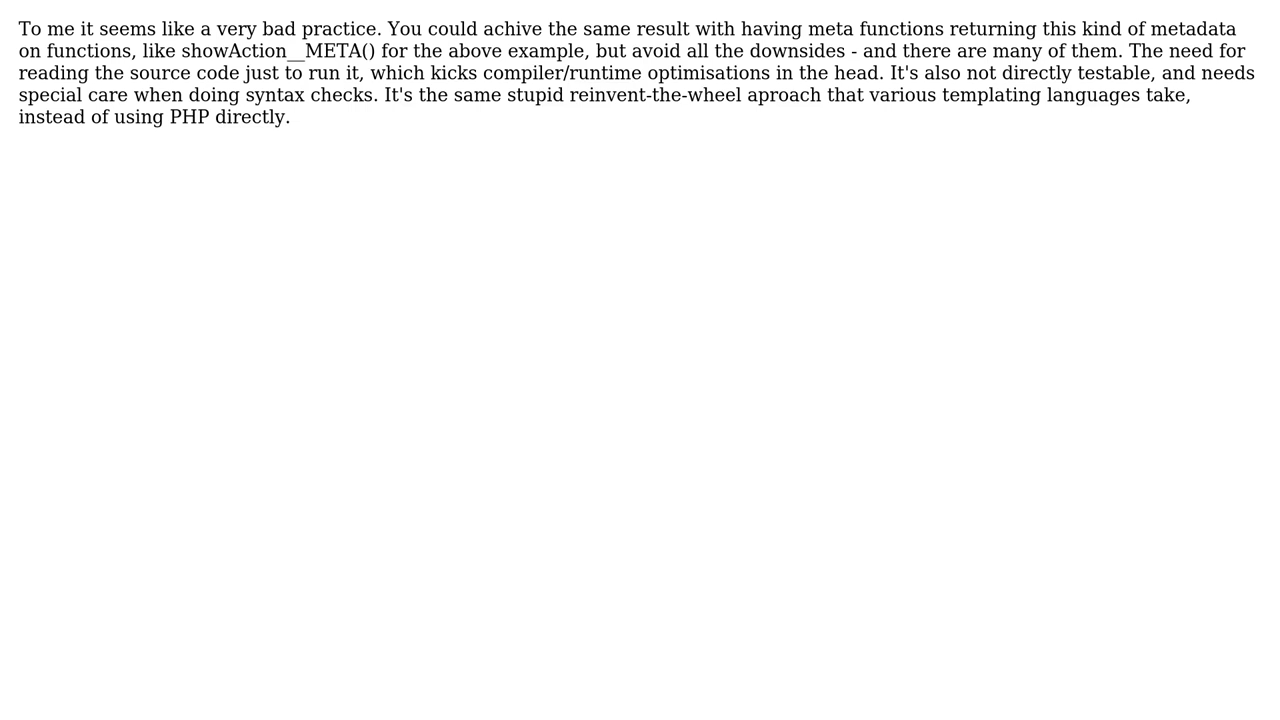 To me it seems like a very bad practice. You could achive the same result with having meta functions returning this kind of metadata
on functions, like showAction__META() for the above example, but avoid all the downsides - and there are many of them. The need for
reading the source code just to run it, which kicks compiler/runtime optimisations in the head. It's also not directly testable, and needs
special care when doing syntax checks. It's the same stupid reinvent-the-wheel aproach that various templating languages take,
instead of using PHP directly.